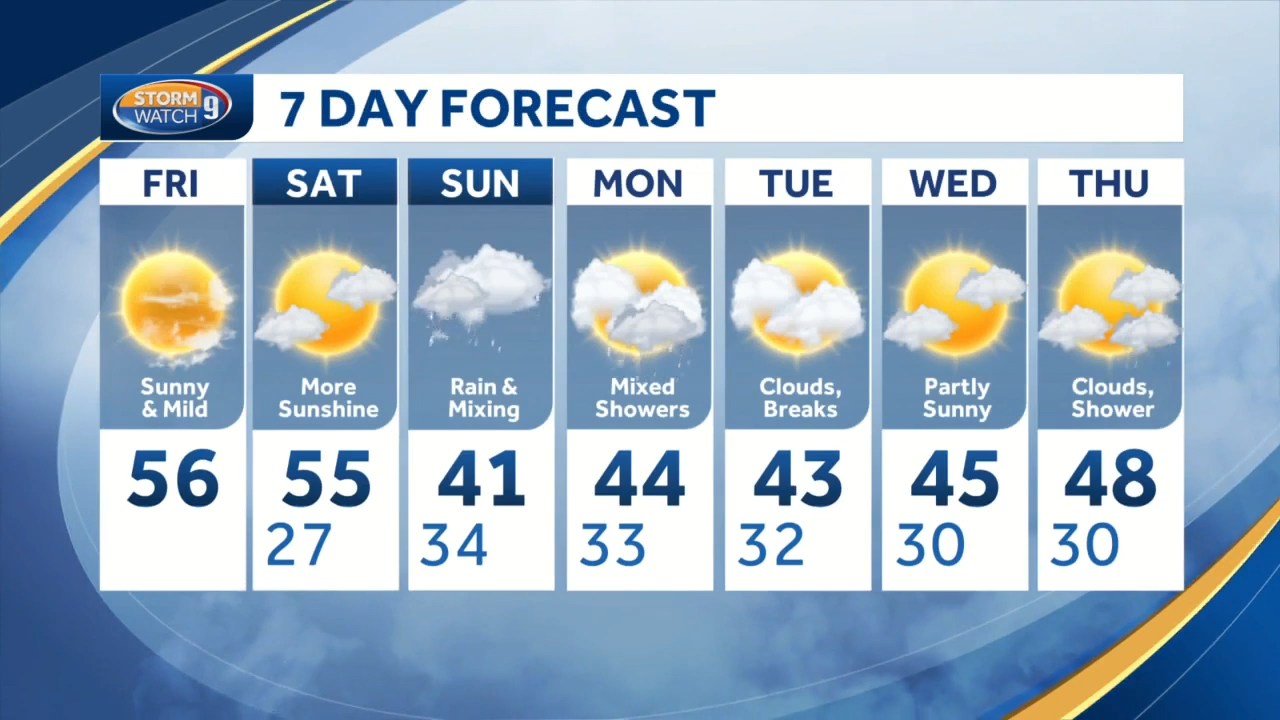 STORM
WATCH 9
7 DAY FORECAST
FRI
SAT
SUN
MON
TUE
WED
THU
Sunny
& Mild
More
Sunshine
Rain &
Mixing
Mixed
Showers
Clouds,
Breaks
Partly
Sunny
Clouds,
Shower
56
55
41
44
43
45
48
27
34
33
32
30
30